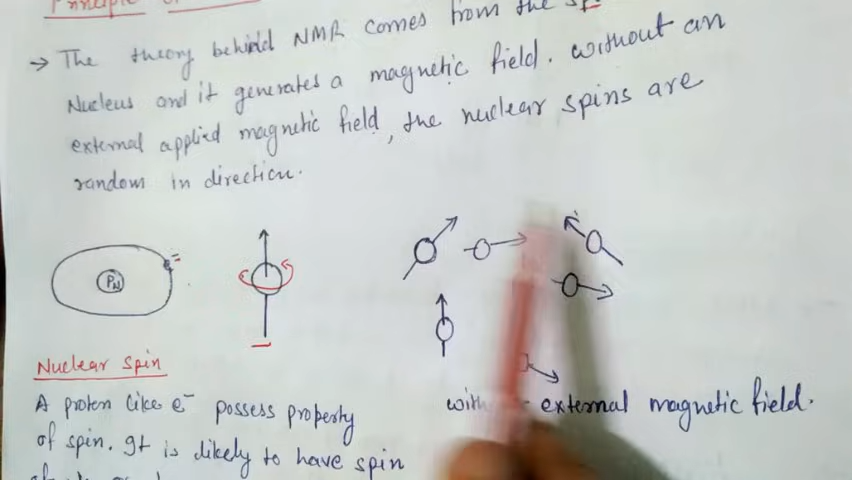 Principle of
→ The theory behind NMR comes from the
Nucleus and it generates a magnetic field. without an
external applied magnetic field, the nuclear spins are
random in direction.
PN e-
Nuclear Spin
A proton like e- possess property
of spin. It is likely to have spin
external magnetic field.